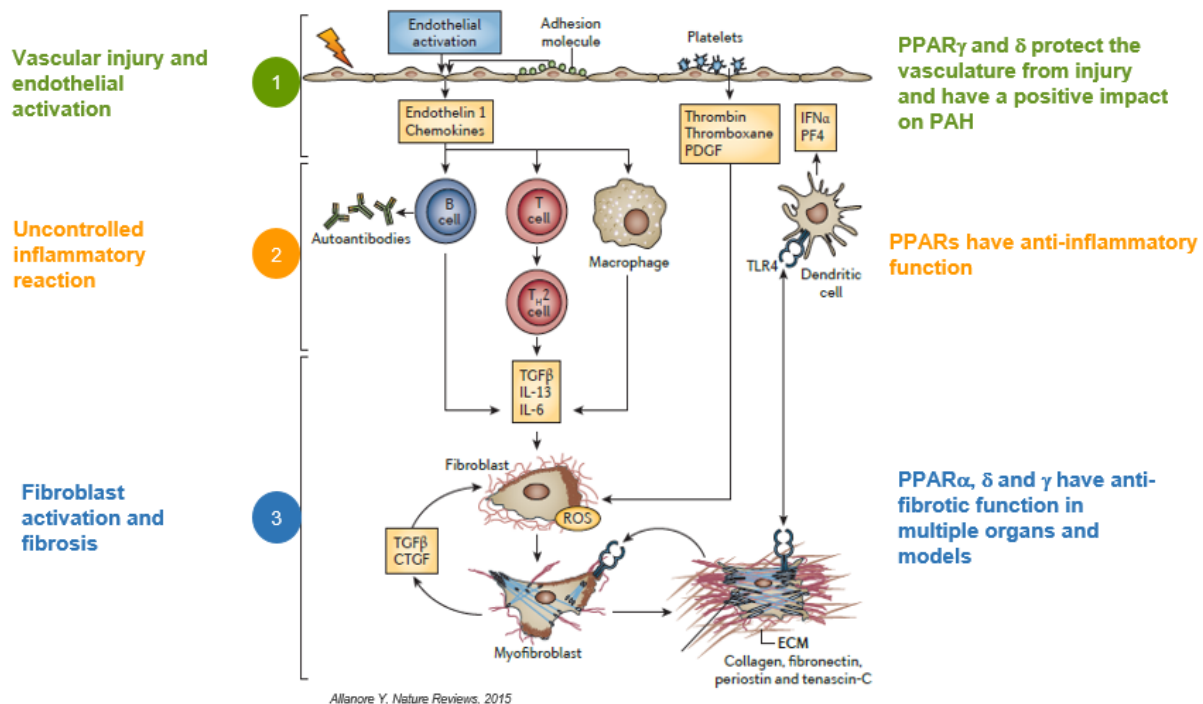 Vascular injury and
endothelial
activation
1
Endothelial
activation
Adhesion
molecule
Platelets
Endothelin 1
Chemokines
Thrombin
Thromboxane
PDGF
IFNα
PF4
PPARγ and δ protect the
vasculature from injury
and have a positive impact
on PAH
Uncontrolled
inflammatory
reaction
2
B
cell
T
cell
Autoantibodies
Macrophage
TLR4
Dendritic
cell
TH2
cell
PPARs have anti-inflammatory
function
TGFβ
IL-13
IL-6
Fibroblast
activation and
fibrosis
3
Fibroblast
ROS
TGFβ
CTGF
Myofibroblast
ECM
Collagen, fibronectin,
periostin and tenascin-C
PPARα, δ and γ have anti-
fibrotic function in
multiple organs and
models
Allanore Y. Nature Reviews. 2015